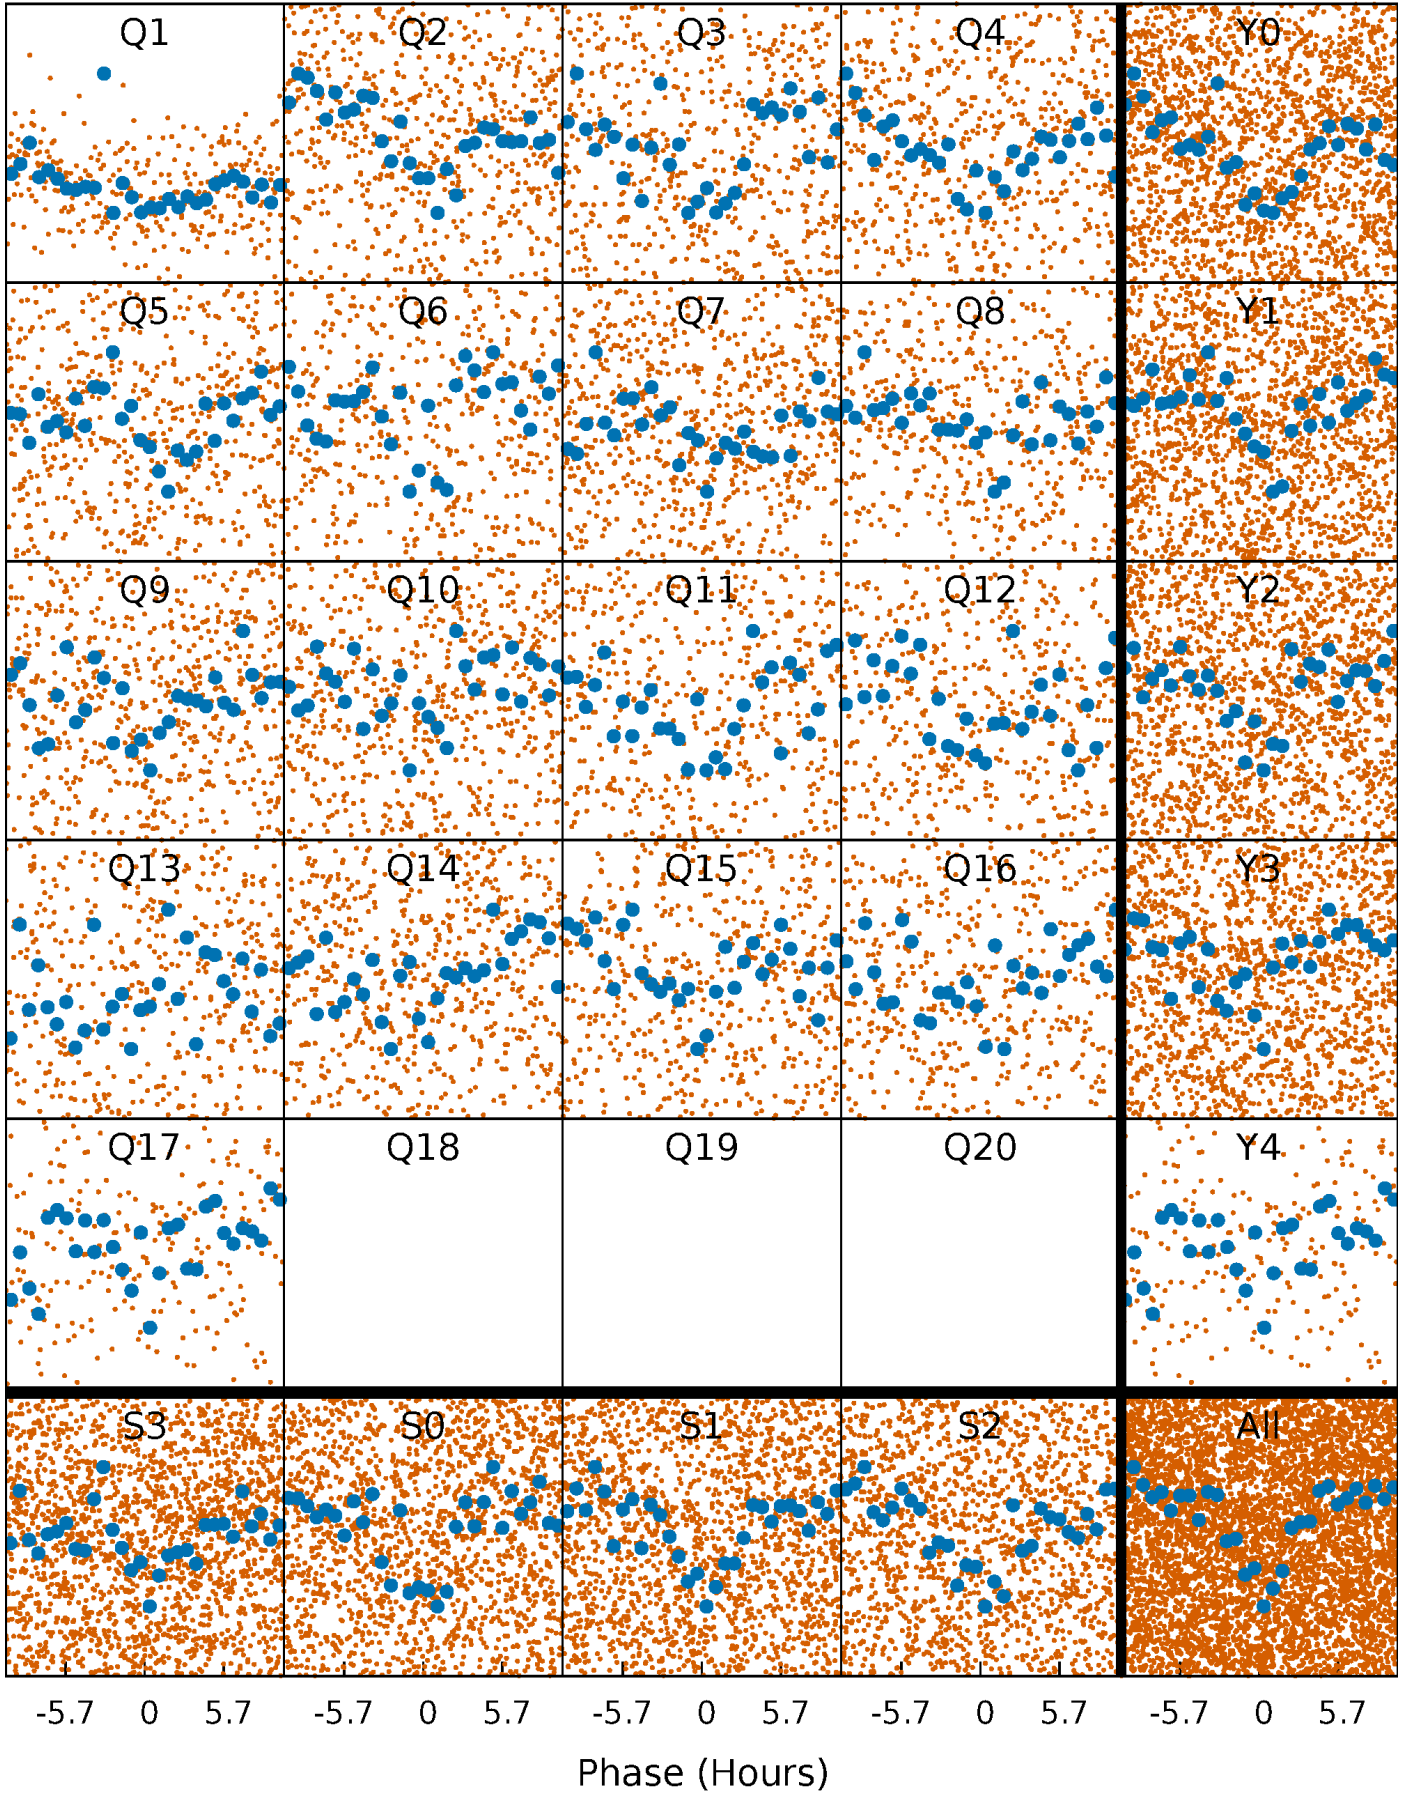 Q1 Q2 Q3 Q4 Y0
Q5 Q6 Q7 Q8 Y1
Q9 Q10 Q11 Q12 Y2
Q13 Q14 Q15 Q16 Y3
Q17 Q18 Q19 Q20 Y4
S3 S0 S1 S2 All
-5.7 0 5.7 -5.7 0 5.7 -5.7 0 5.7 -5.7 0 5.7 -5.7 0 5.7
Phase (Hours)